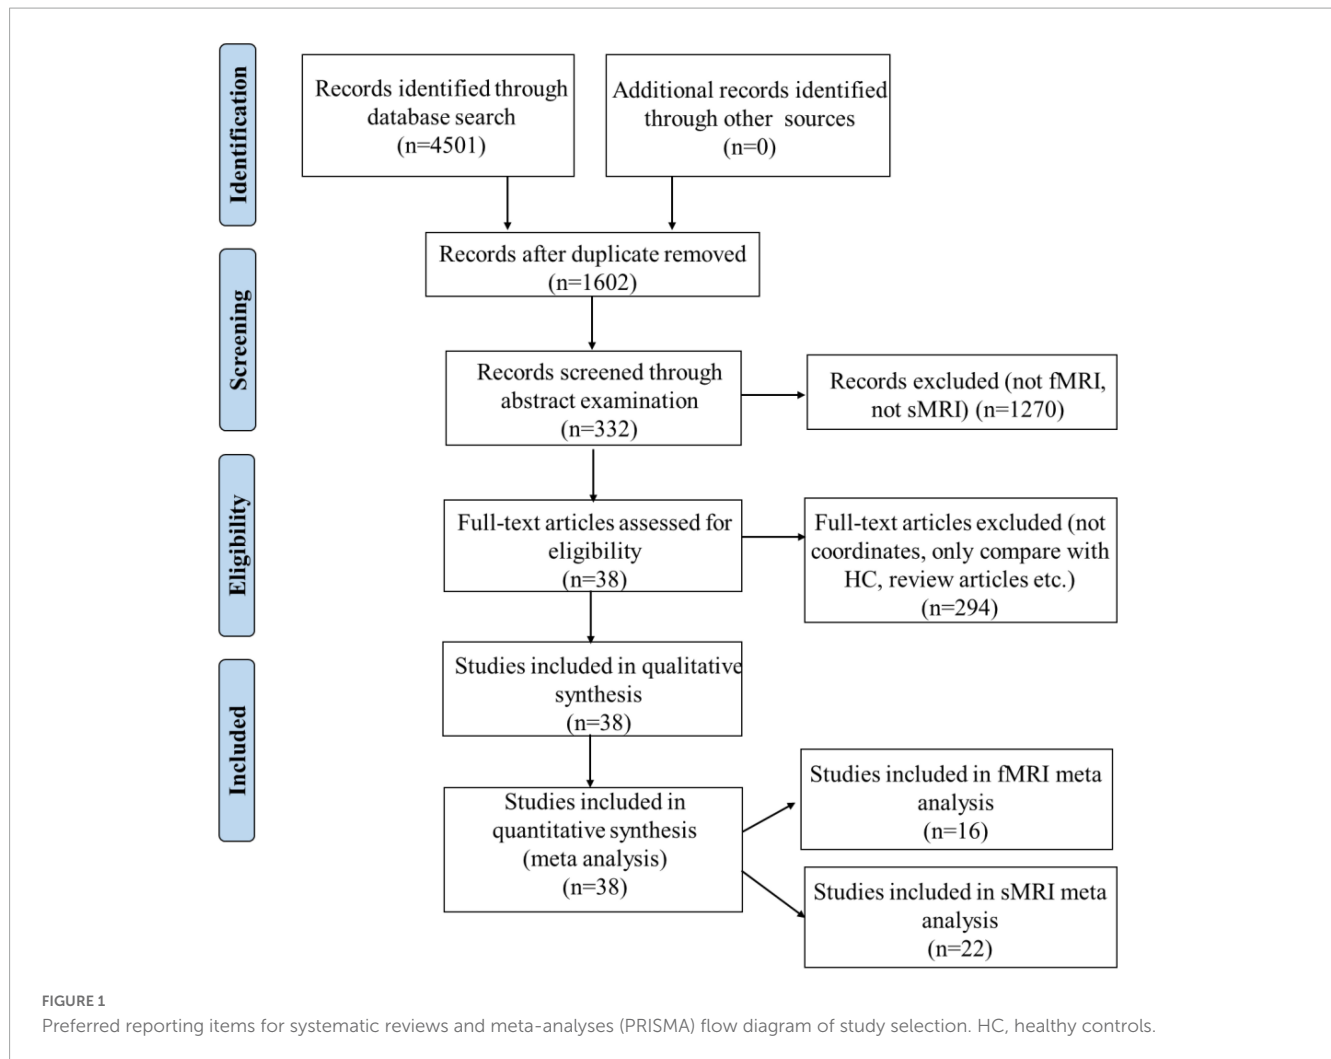 Identification
Records identified through
database search
(n=4501)
Additional records identified
through other sources
(n=0)
Screening
Records after duplicate removed
(n=1602)
Records screened through
abstract examination
(n=332)
Records excluded (not fMRI,
not sMRI) (n=1270)
Eligibility
Full-text articles assessed for
eligibility
(n=38)
Full-text articles excluded (not
coordinates, only compare with
HC, review articles etc.)
(n=294)
Included
Studies included in qualitative
synthesis
(n=38)
Studies included in
quantitative synthesis
(meta analysis)
(n=38)
Studies included in fMRI meta
analysis
(n=16)
Studies included in sMRI meta
analysis
(n=22)
FIGURE 1
Preferred reporting items for systematic reviews and meta-analyses (PRISMA) flow diagram of study selection. HC, healthy controls.